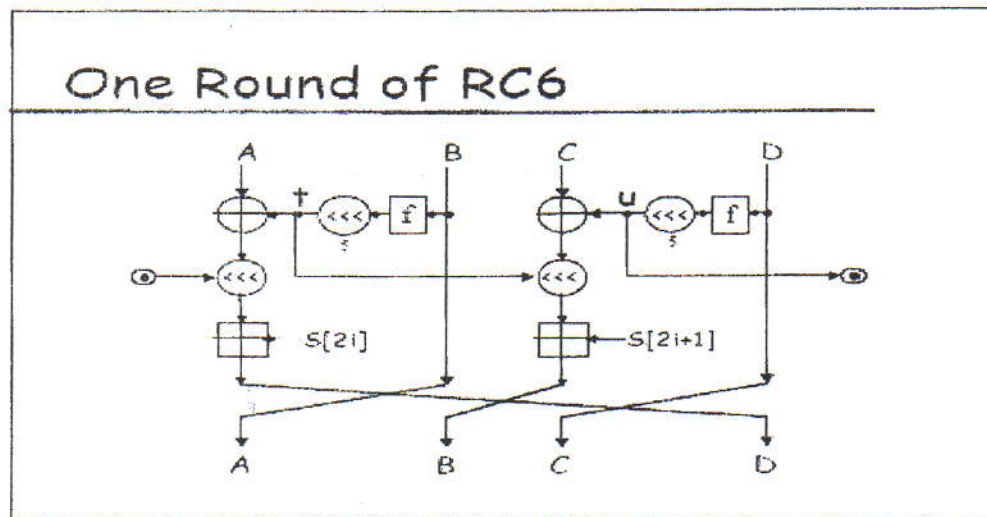 One Round of RC6
A B C D
t <<< f u <<< f
5 5
<<< <<<
S[2i] S[2i+1]
A B C D